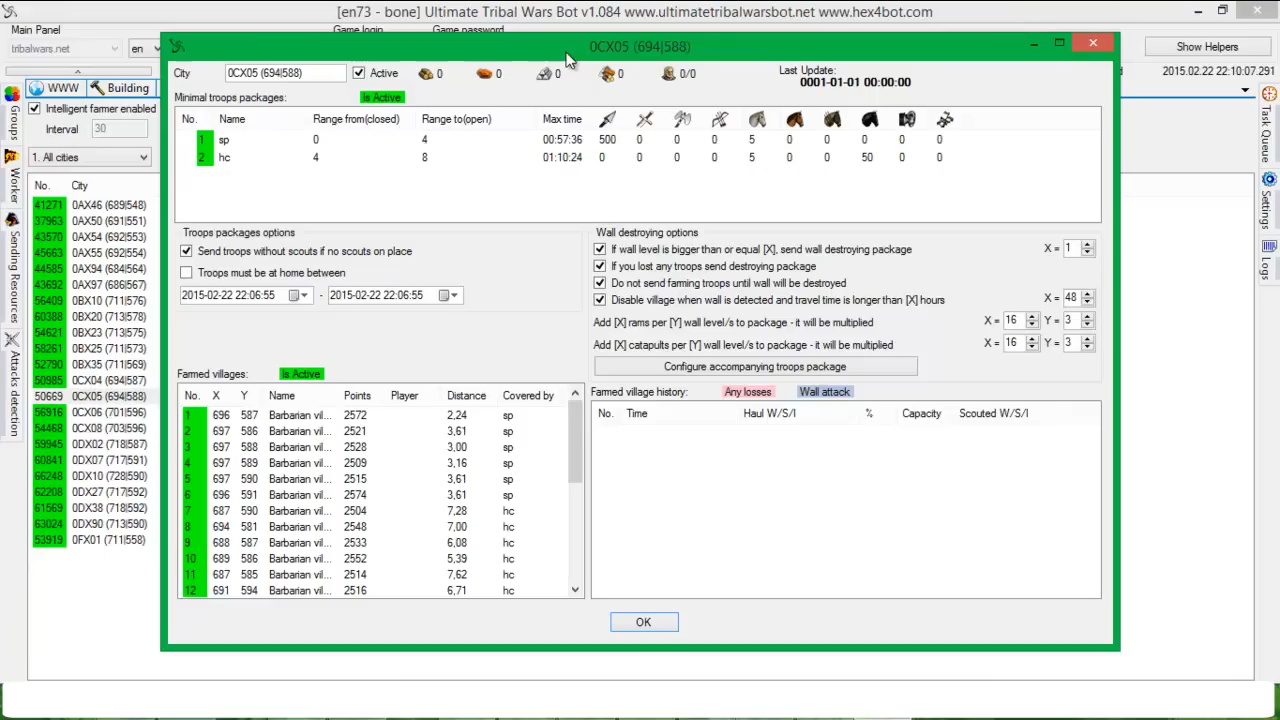 [en73 - bone] Ultimate Tribal Wars Bot v1.084 www.ultimatetribalwarsbot.net www.hex4bot.com
Main Panel Game login Game password
tribalwars.net en Show Helpers
2015.02.22 22:10:07.291
WWW Building
Intelligent farmer enabled
Interval 30
1. All cities
No. City
41271 0AX46 (689|548)
37963 0AX50 (691|551)
43570 0AX54 (692|553)
45663 0AX55 (692|554)
44585 0AX94 (684|564)
43692 0AX97 (686|567)
56409 0BX10 (711|576)
60388 0BX20 (713|578)
54621 0BX23 (713|575)
58261 0BX25 (711|573)
52790 0BX35 (711|569)
50985 0CX04 (694|587)
50669 0CX05 (694|588)
56916 0CX06 (701|596)
54468 0CX08 (703|596)
59945 0DX02 (718|587)
60841 0DX07 (717|591)
66248 0DX10 (728|590)
62208 0DX27 (717|592)
61569 0DX38 (718|592)
63024 0DX90 (713|590)
53919 0FX01 (711|558)
Groups
Worker
Sending Resources
Attacks detection
Task Queue
Settings
Logs
0CX05 (694|588)
City 0CX05 (694|588) Active 0 0 0 0 0/0
Last Update:
0001-01-01 00:00:00
Minimal troops packages: Is Active
No. Name Range from(closed) Range to(open) Max time
1 sp 0 4 00:57:36 500 0 0 0 5 0 0 0 0 0
2 hc 4 8 01:10:24 0 0 0 0 5 0 0 50 0 0
Troops packages options
Send troops without scouts if no scouts on place
Troops must be at home between
2015-02-22 22:06:55 - 2015-02-22 22:06:55
Wall destroying options
If wall level is bigger than or equal [X], send wall destroying package X = 1
If you lost any troops send destroying package
Do not send farming troops until wall will be destroyed
Disable village when wall is detected and travel time is longer than [X] hours X = 48
Add [X] rams per [Y] wall level/s to package - it will be multiplied X = 16 Y = 3
Add [X] catapults per [Y] wall level/s to package - it will be multiplied X = 16 Y = 3
Configure accompanying troops package
Farmed villages: Is Active
No. X Y Name Points Player Distance Covered by
1 696 587 Barbarian vil... 2572 2,24 sp
2 697 586 Barbarian vil... 2521 3,61 sp
3 697 588 Barbarian vil... 2528 3,00 sp
4 697 589 Barbarian vil... 2509 3,16 sp
5 697 590 Barbarian vil... 2515 3,61 sp
6 696 591 Barbarian vil... 2574 3,61 sp
7 687 590 Barbarian vil... 2504 7,28 hc
8 694 581 Barbarian vil... 2548 7,00 hc
9 688 587 Barbarian vil... 2533 6,08 hc
10 689 586 Barbarian vil... 2552 5,39 hc
11 687 585 Barbarian vil... 2514 7,62 hc
12 691 594 Barbarian vil... 2516 6,71 hc
Farmed village history: Any losses Wall attack
No. Time Haul W/S/I % Capacity Scouted W/S/I
OK